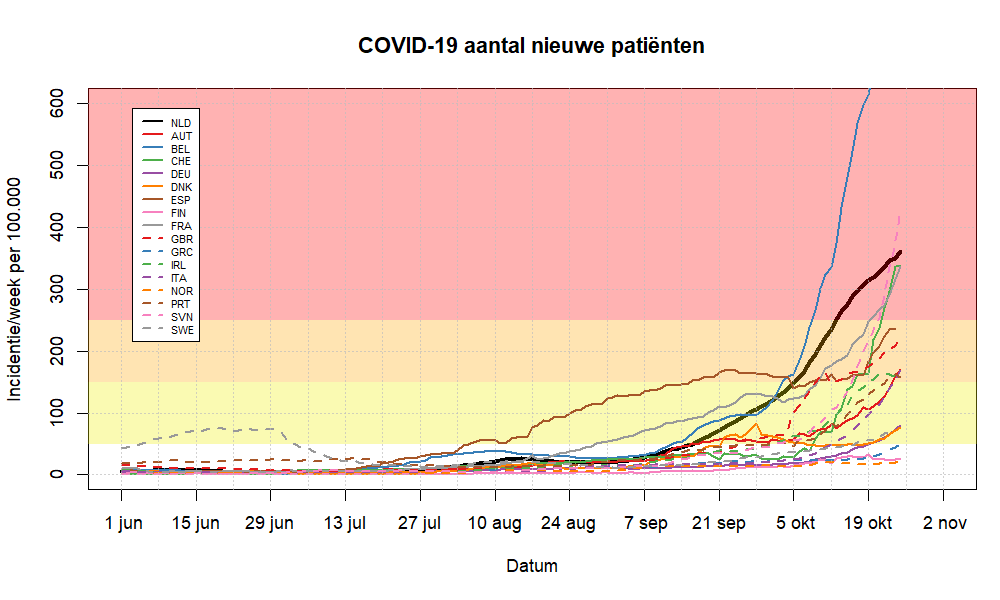 COVID-19 aantal nieuwe patiënten
Incidentie/week per 100.000
600
500
400
300
200
100
0
NLD
AUT
BEL
CHE
DEU
DNK
ESP
FIN
FRA
GBR
GRC
IRL
ITA
NOR
PRT
SVN
SWE
1 jun 15 jun 29 jun 13 jul 27 jul 10 aug 24 aug 7 sep 21 sep 5 okt 19 okt 2 nov
Datum